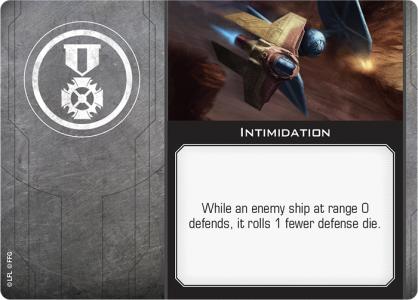 INTIMIDATION
While an enemy ship at range 0
defends, it rolls 1 fewer defense die.
© LFL © FFG